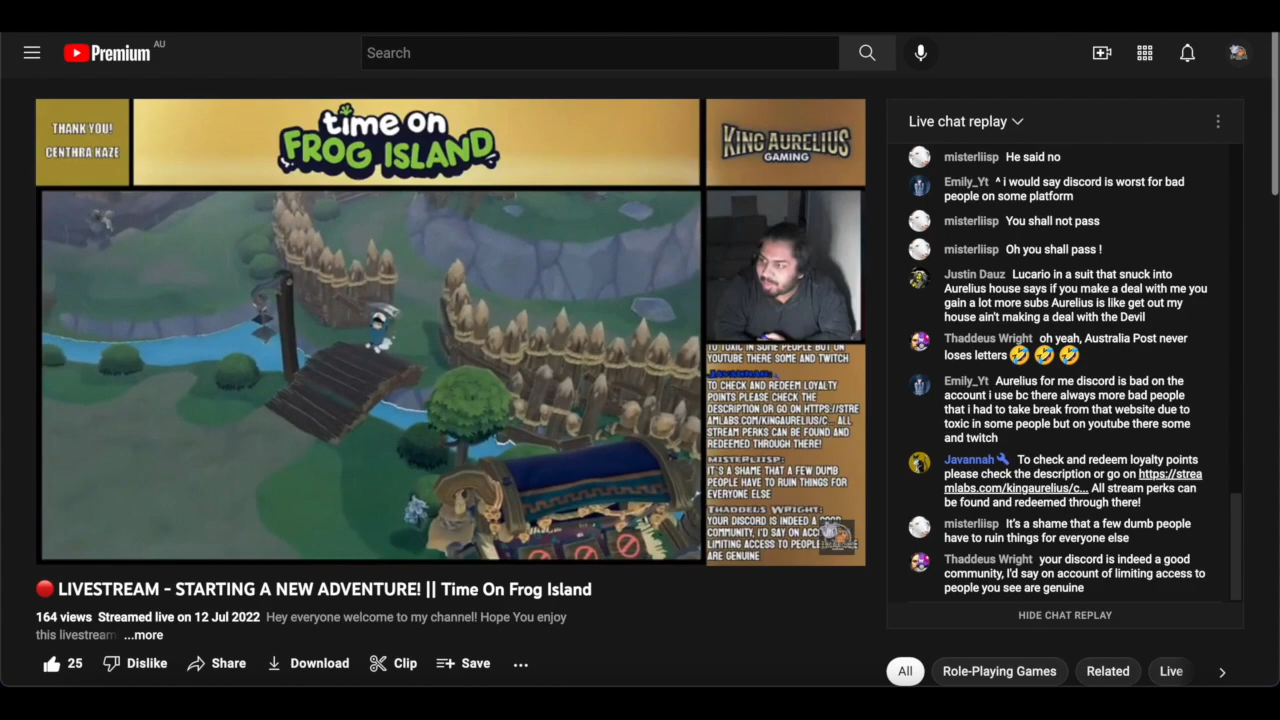 Premium AU
Search
THANK YOU!
CENTHRA KAZE
time on
FROG ISLAND
KING AURELIUS
GAMING
TO TOXIC IN SOME PEOPLE BUT ON
YOUTUBE THERE SOME AND TWITCH
JAVANNAH:
TO CHECK AND REDEEM LOYALTY
POINTS PLEASE CHECK THE
DESCRIPTION OR GO ON HTTPS://STRE
AMLABS.COM/KINGAURELIUS/C... ALL
STREAM PERKS CAN BE FOUND AND
REDEEMED THROUGH THERE!
MISTERLIISP:
IT'S A SHAME THAT A FEW DUMB
PEOPLE HAVE TO RUIN THINGS FOR
EVERYONE ELSE
THADDEUS WRIGHT:
YOUR DISCORD IS INDEED A GOOD
COMMUNITY, I'D SAY ON
LIMITING ACCESS TO PEOPLE
ARE GENUINE
Live chat replay
misterliisp He said no
Emily_Yt ^ i would say discord is worst for bad
people on some platform
misterliisp You shall not pass
misterliisp Oh you shall pass !
Justin Dauz Lucario in a suit that snuck into
Aurelius house says if you make a deal with me you
gain a lot more subs Aurelius is like get out my
house ain't making a deal with the Devil
Thaddeus Wright oh yeah, Australia Post never
loses letters 🤣 🤣 🤣
Emily_Yt Aurelius for me discord is bad on the
account i use bc there always more bad people
that i had to take break from that website due to
toxic in some people but on youtube there some
and twitch
Javannah To check and redeem loyalty points
please check the description or go on https://strea
mlabs.com/kingaurelius/c... All stream perks can
be found and redeemed through there!
misterliisp It's a shame that a few dumb people
have to ruin things for everyone else
Thaddeus Wright your discord is indeed a good
community, I'd say on account of limiting access to
people you see are genuine
HIDE CHAT REPLAY
🔴 LIVESTREAM - STARTING A NEW ADVENTURE! || Time On Frog Island
164 views Streamed live on 12 Jul 2022 Hey everyone welcome to my channel! Hope You enjoy
this livestream ...more
25 Dislike Share Download Clip Save ...
All Role-Playing Games Related Live